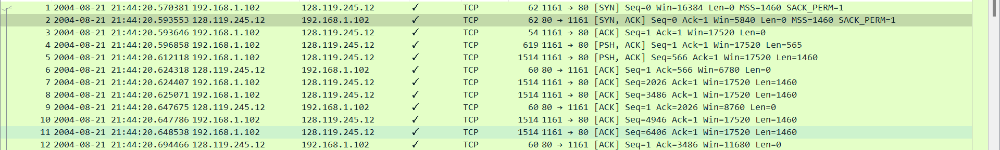 1 2004-08-21 21:44:20.570381 192.168.1.102 128.119.245.12 ✓ TCP 62 1161 → 80 [SYN] Seq=0 Win=16384 Len=0 MSS=1460 SACK_PERM=1
2 2004-08-21 21:44:20.593553 128.119.245.12 192.168.1.102 ✓ TCP 62 80 → 1161 [SYN, ACK] Seq=0 Ack=1 Win=5840 Len=0 MSS=1460 SACK_PERM=1
3 2004-08-21 21:44:20.593646 192.168.1.102 128.119.245.12 ✓ TCP 54 1161 → 80 [ACK] Seq=1 Ack=1 Win=17520 Len=0
4 2004-08-21 21:44:20.596858 192.168.1.102 128.119.245.12 ✓ TCP 619 1161 → 80 [PSH, ACK] Seq=1 Ack=1 Win=17520 Len=565
5 2004-08-21 21:44:20.612118 192.168.1.102 128.119.245.12 ✓ TCP 1514 1161 → 80 [PSH, ACK] Seq=566 Ack=1 Win=17520 Len=1460
6 2004-08-21 21:44:20.624318 128.119.245.12 192.168.1.102 ✓ TCP 60 80 → 1161 [ACK] Seq=1 Ack=566 Win=6780 Len=0
7 2004-08-21 21:44:20.624407 192.168.1.102 128.119.245.12 ✓ TCP 1514 1161 → 80 [ACK] Seq=2026 Ack=1 Win=17520 Len=1460
8 2004-08-21 21:44:20.625071 192.168.1.102 128.119.245.12 ✓ TCP 1514 1161 → 80 [ACK] Seq=3486 Ack=1 Win=17520 Len=1460
9 2004-08-21 21:44:20.647675 128.119.245.12 192.168.1.102 ✓ TCP 60 80 → 1161 [ACK] Seq=1 Ack=2026 Win=8760 Len=0
10 2004-08-21 21:44:20.647786 192.168.1.102 128.119.245.12 ✓ TCP 1514 1161 → 80 [ACK] Seq=4946 Ack=1 Win=17520 Len=1460
11 2004-08-21 21:44:20.648538 192.168.1.102 128.119.245.12 ✓ TCP 1514 1161 → 80 [ACK] Seq=6406 Ack=1 Win=17520 Len=1460
12 2004-08-21 21:44:20.694466 128.119.245.12 192.168.1.102 ✓ TCP 60 80 → 1161 [ACK] Seq=1 Ack=3486 Win=11680 Len=0